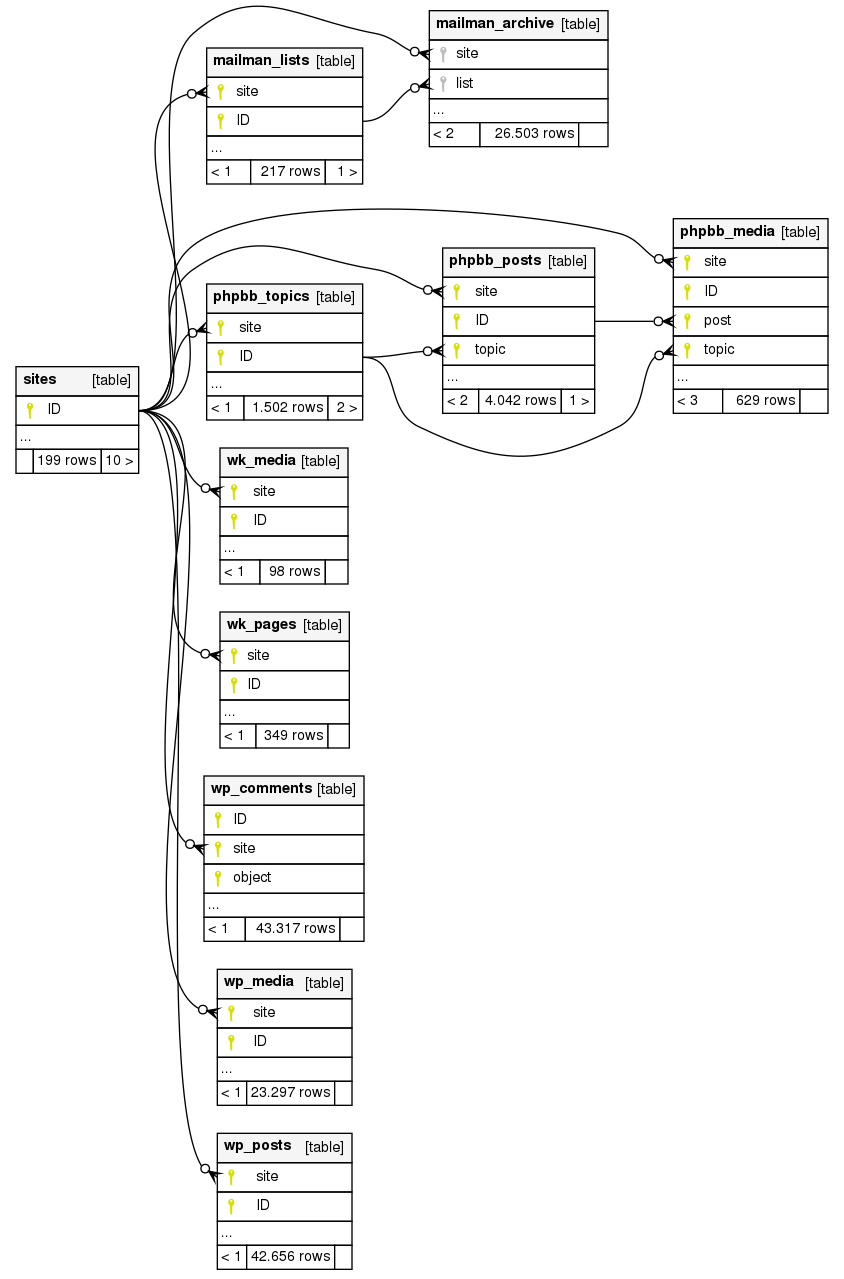 mailman_archive [table]
site
list
...
< 2 26.503 rows
mailman_lists [table]
site
ID
...
< 1 217 rows 1 >
phpbb_media [table]
site
ID
post
topic
...
< 3 629 rows
phpbb_posts [table]
site
ID
topic
...
< 2 4.042 rows 1 >
phpbb_topics [table]
site
ID
...
< 1 1.502 rows 2 >
sites [table]
ID
...
199 rows 10 >
wk_media [table]
site
ID
...
< 1 98 rows
wk_pages [table]
site
ID
...
< 1 349 rows
wp_comments [table]
ID
site
object
...
< 1 43.317 rows
wp_media [table]
site
ID
...
< 1 23.297 rows
wp_posts [table]
site
ID
...
< 1 42.656 rows